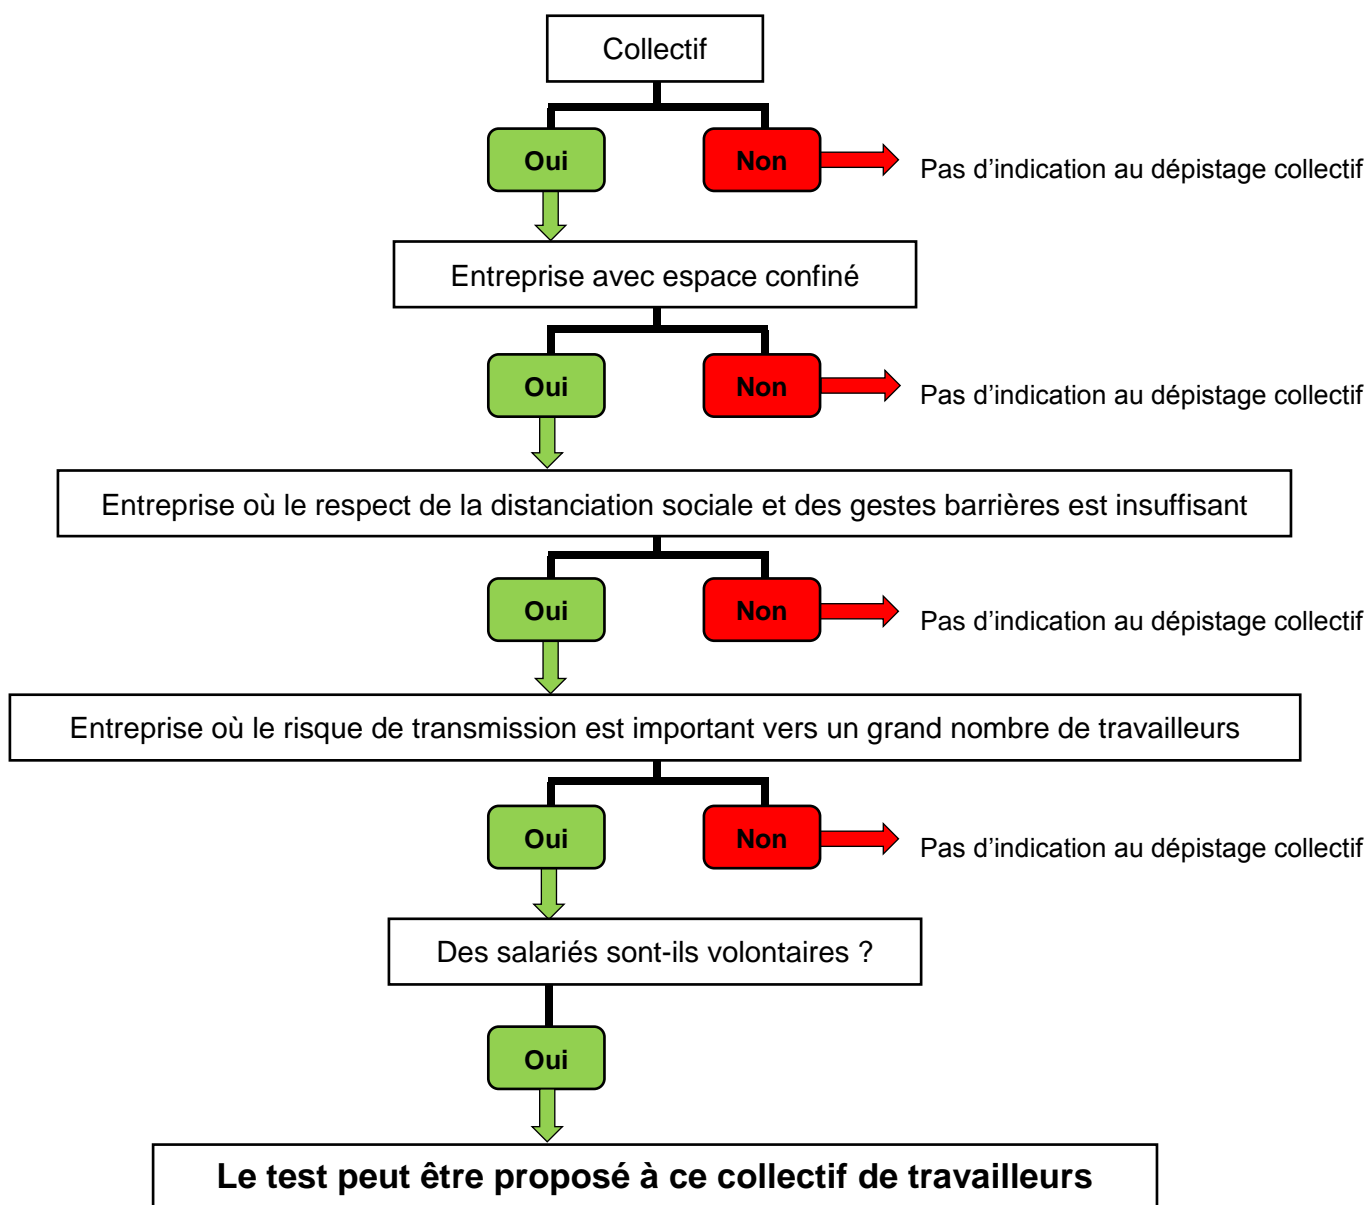 Collectif
Oui
Non
Pas d’indication au dépistage collectif
Entreprise avec espace confiné
Oui
Non
Pas d’indication au dépistage collectif
Entreprise où le respect de la distanciation sociale et des gestes barrières est insuffisant
Oui
Non
Pas d’indication au dépistage collectif
Entreprise où le risque de transmission est important vers un grand nombre de travailleurs
Oui
Non
Pas d’indication au dépistage collectif
Des salariés sont-ils volontaires ?
Oui
Le test peut être proposé à ce collectif de travailleurs